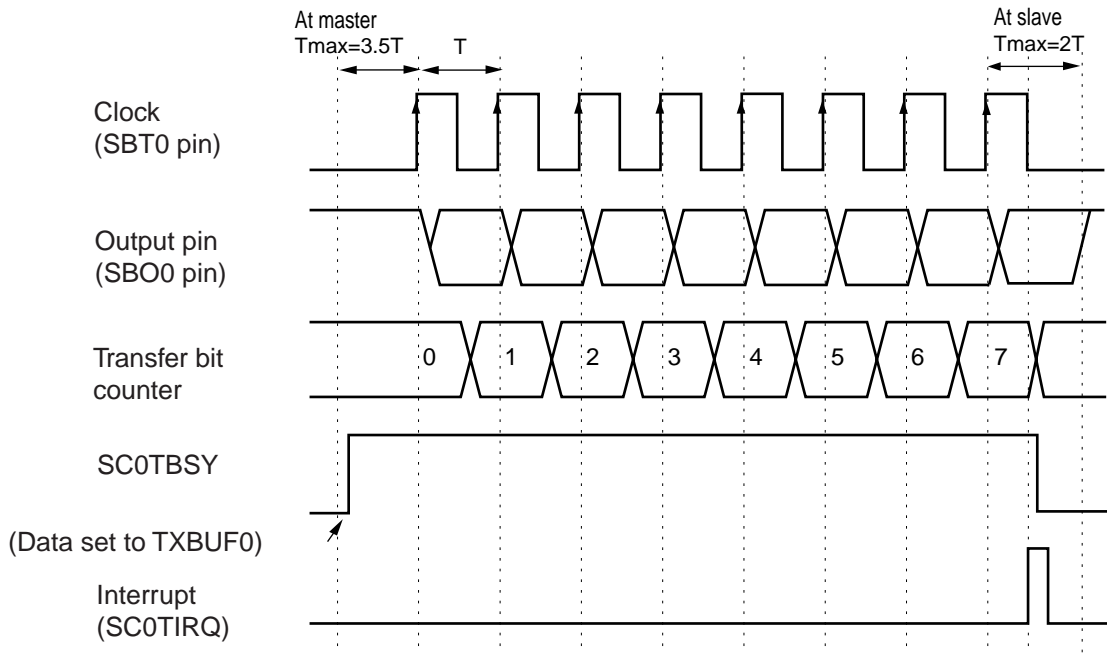 At master
Tmax=3.5T
T
At slave
Tmax=2T
Clock
(SBT0 pin)
Output pin
(SBO0 pin)
Transfer bit
counter
0 1 2 3 4 5 6 7
SC0TBSY
(Data set to TXBUF0)
Interrupt
(SC0TIRQ)